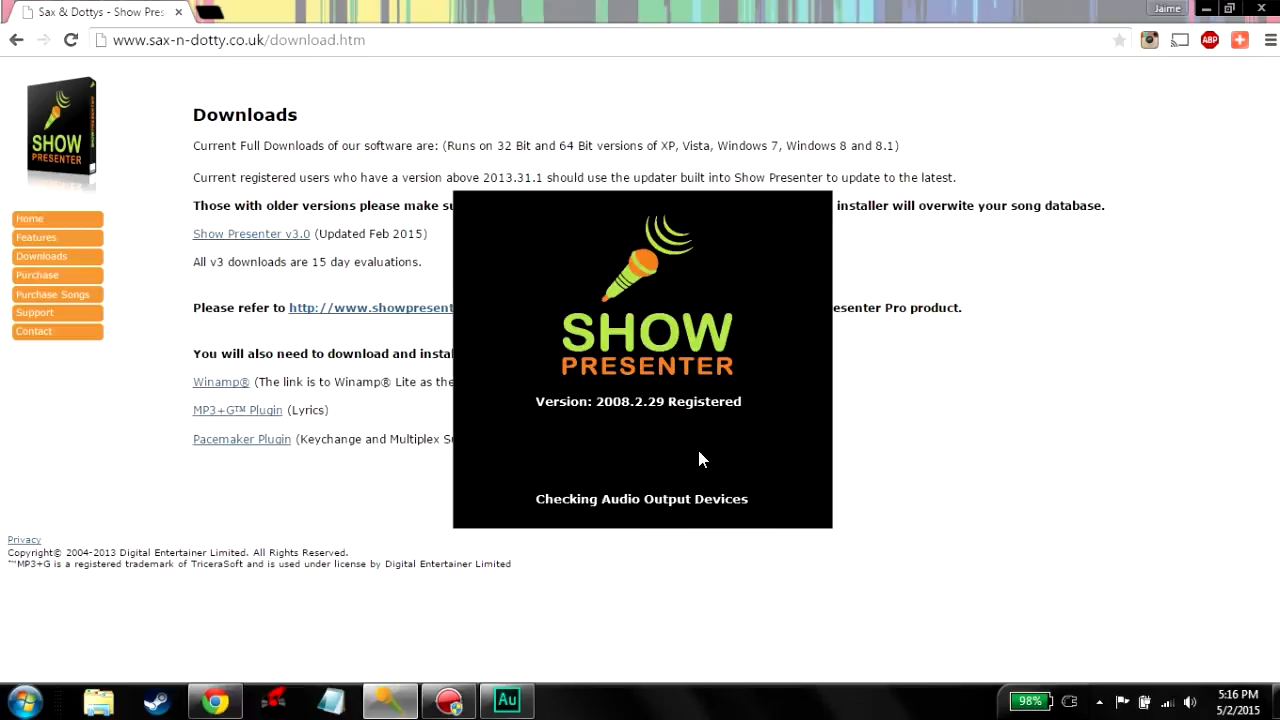 Sax & Dottys - Show Pres
Jaime
www.sax-n-dotty.co.uk/download.htm
ABP
SHOW
PRESENTER
Home
Features
Downloads
Purchase
Purchase Songs
Support
Contact
Downloads
Current Full Downloads of our software are: (Runs on 32 Bit and 64 Bit versions of XP, Vista, Windows 7, Windows 8 and 8.1)
Current registered users who have a version above 2013.31.1 should use the updater built into Show Presenter to update to the latest.
Those with older versions please make su
installer will overwite your song database.
Show Presenter v3.0 (Updated Feb 2015)
All v3 downloads are 15 day evaluations.
Please refer to http://www.showpresent
esenter Pro product.
You will also need to download and instal
Winamp® (The link is to Winamp® Lite as the
MP3+G™ Plugin (Lyrics)
Pacemaker Plugin (Keychange and Multiplex S
SHOW
PRESENTER
Version: 2008.2.29 Registered
Checking Audio Output Devices
Privacy
Copyright© 2004-2013 Digital Entertainer Limited. All Rights Reserved.
™MP3+G is a registered trademark of TriceraSoft and is used under license by Digital Entertainer Limited
Au
98%
5:16 PM
5/2/2015